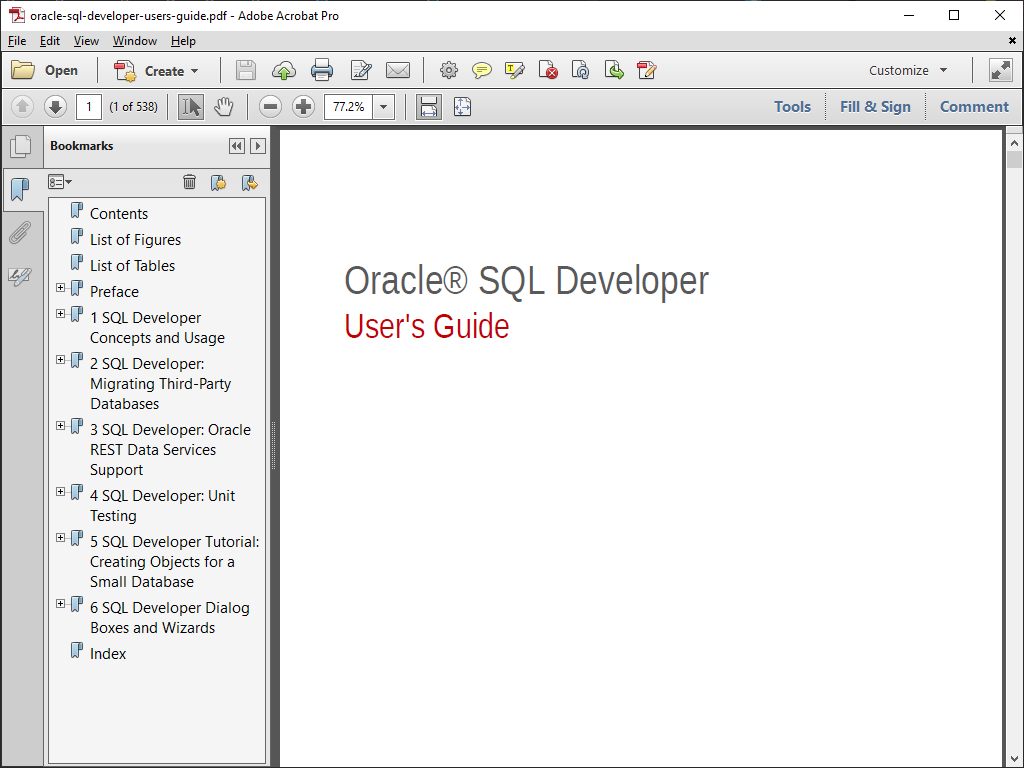 oracle-sql-developer-users-guide.pdf - Adobe Acrobat Pro
File Edit View Window Help
Open Create Customize
1 (1 of 538) 77.2% Tools Fill & Sign Comment
Bookmarks
Contents
List of Figures
List of Tables
Preface
1 SQL Developer
Concepts and Usage
2 SQL Developer:
Migrating Third-Party
Databases
3 SQL Developer: Oracle
REST Data Services
Support
4 SQL Developer: Unit
Testing
5 SQL Developer Tutorial:
Creating Objects for a
Small Database
6 SQL Developer Dialog
Boxes and Wizards
Index
Oracle® SQL Developer
User's Guide